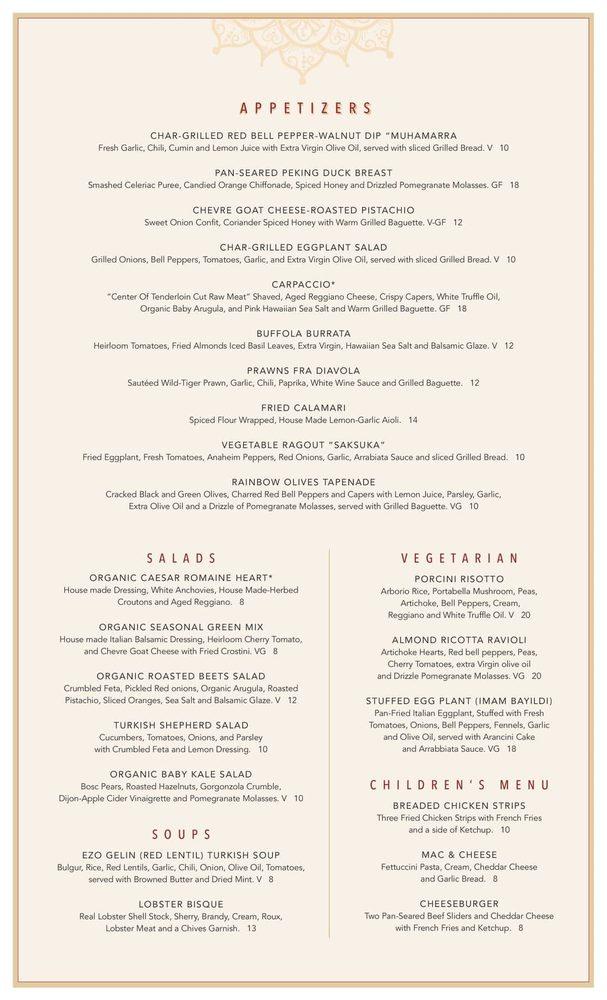 APPETIZERS
CHAR-GRILLED RED BELL PEPPER-WALNUT DIP “MUHAMARRA
Fresh Garlic, Chili, Cumin and Lemon Juice with Extra Virgin Olive Oil, served with sliced Grilled Bread. V 10
PAN-SEARED PEKING DUCK BREAST
Smashed Celeriac Puree, Candied Orange Chiffonade, Spiced Honey and Drizzled Pomegranate Molasses. GF 18
CHEVRE GOAT CHEESE-ROASTED PISTACHIO
Sweet Onion Confit, Coriander Spiced Honey with Warm Grilled Baguette. V-GF 12
CHAR-GRILLED EGGPLANT SALAD
Grilled Onions, Bell Peppers, Tomatoes, Garlic, and Extra Virgin Olive Oil, served with sliced Grilled Bread. V 10
CARPACCIO*
“Center Of Tenderloin Cut Raw Meat” Shaved, Aged Reggiano Cheese, Crispy Capers, White Truffle Oil,
Organic Baby Arugula, and Pink Hawaiian Sea Salt and Warm Grilled Baguette. GF 18
BUFFOLA BURRATA
Heirloom Tomatoes, Fried Almonds Iced Basil Leaves, Extra Virgin, Hawaiian Sea Salt and Balsamic Glaze. V 12
PRAWNS FRA DIAVOLA
Sautéed Wild-Tiger Prawn, Garlic, Chili, Paprika, White Wine Sauce and Grilled Baguette. 12
FRIED CALAMARI
Spiced Flour Wrapped, House Made Lemon-Garlic Aioli. 14
VEGETABLE RAGOUT “SAKSUKA”
Fried Eggplant, Fresh Tomatoes, Anaheim Peppers, Red Onions, Garlic, Arrabiata Sauce and sliced Grilled Bread. 10
RAINBOW OLIVES TAPENADE
Cracked Black and Green Olives, Charred Red Bell Peppers and Capers with Lemon Juice, Parsley, Garlic,
Extra Olive Oil and a Drizzle of Pomegranate Molasses, served with Grilled Baguette. VG 10
SALADS
ORGANIC CAESAR ROMAINE HEART*
House made Dressing, White Anchovies, House Made-Herbed
Croutons and Aged Reggiano. 8
ORGANIC SEASONAL GREEN MIX
House made Italian Balsamic Dressing, Heirloom Cherry Tomato,
and Chevre Goat Cheese with Fried Crostini. VG 8
ORGANIC ROASTED BEETS SALAD
Crumbled Feta, Pickled Red onions, Organic Arugula, Roasted
Pistachio, Sliced Oranges, Sea Salt and Balsamic Glaze. V 12
TURKISH SHEPHERD SALAD
Cucumbers, Tomatoes, Onions, and Parsley
with Crumbled Feta and Lemon Dressing. 10
ORGANIC BABY KALE SALAD
Bosc Pears, Roasted Hazelnuts, Gorgonzola Crumble,
Dijon-Apple Cider Vinaigrette and Pomegranate Molasses. V 10
SOUPS
EZO GELIN (RED LENTIL) TURKISH SOUP
Bulgur, Rice, Red Lentils, Garlic, Chili, Onion, Olive Oil, Tomatoes,
served with Browned Butter and Dried Mint. V 8
LOBSTER BISQUE
Real Lobster Shell Stock, Sherry, Brandy, Cream, Roux,
Lobster Meat and a Chives Garnish. 13
VEGETARIAN
PORCINI RISOTTO
Arborio Rice, Portabella Mushroom, Peas,
Artichoke, Bell Peppers, Cream,
Reggiano and White Truffle Oil. V 20
ALMOND RICOTTA RAVIOLI
Artichoke Hearts, Red bell peppers, Peas,
Cherry Tomatoes, extra Virgin olive oil
and Drizzle Pomegranate Molasses. VG 20
STUFFED EGG PLANT (IMAM BAYILDI)
Pan-Fried Italian Eggplant, Stuffed with Fresh
Tomatoes, Onions, Bell Peppers, Fennels, Garlic
and Olive Oil, served with Arancini Cake
and Arrabbiata Sauce. VG 18
CHILDREN‘S MENU
BREADED CHICKEN STRIPS
Three Fried Chicken Strips with French Fries
and a side of Ketchup. 10
MAC & CHEESE
Fettuccini Pasta, Cream, Cheddar Cheese
and Garlic Bread. 8
CHEESEBURGER
Two Pan-Seared Beef Sliders and Cheddar Cheese
with French Fries and Ketchup. 8